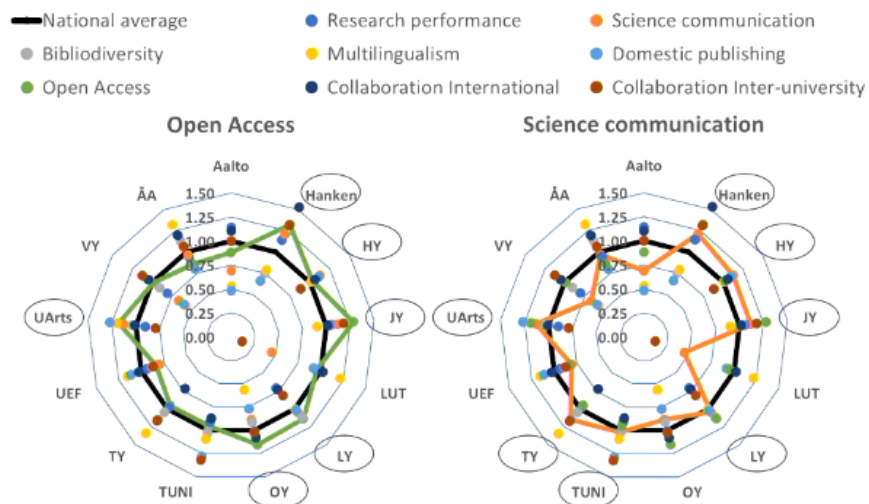 National average
Research performance
Science communication
Bibliodiversity
Multilingualism
Domestic publishing
Open Access
Collaboration International
Collaboration Inter-university
Open Access
Science communication
Aalto
1.50
1.25
1.00
0.75
0.50
0.25
0.00
Hanken
HY
JY
LUT
LY
OY
TUNI
TY
UEF
UArts
VY
ÅA
Aalto
1.50
1.25
1.00
0.75
0.50
0.25
0.00
Hanken
HY
JY
LUT
LY
OY
TUNI
TY
UEF
UArts
VY
ÅA